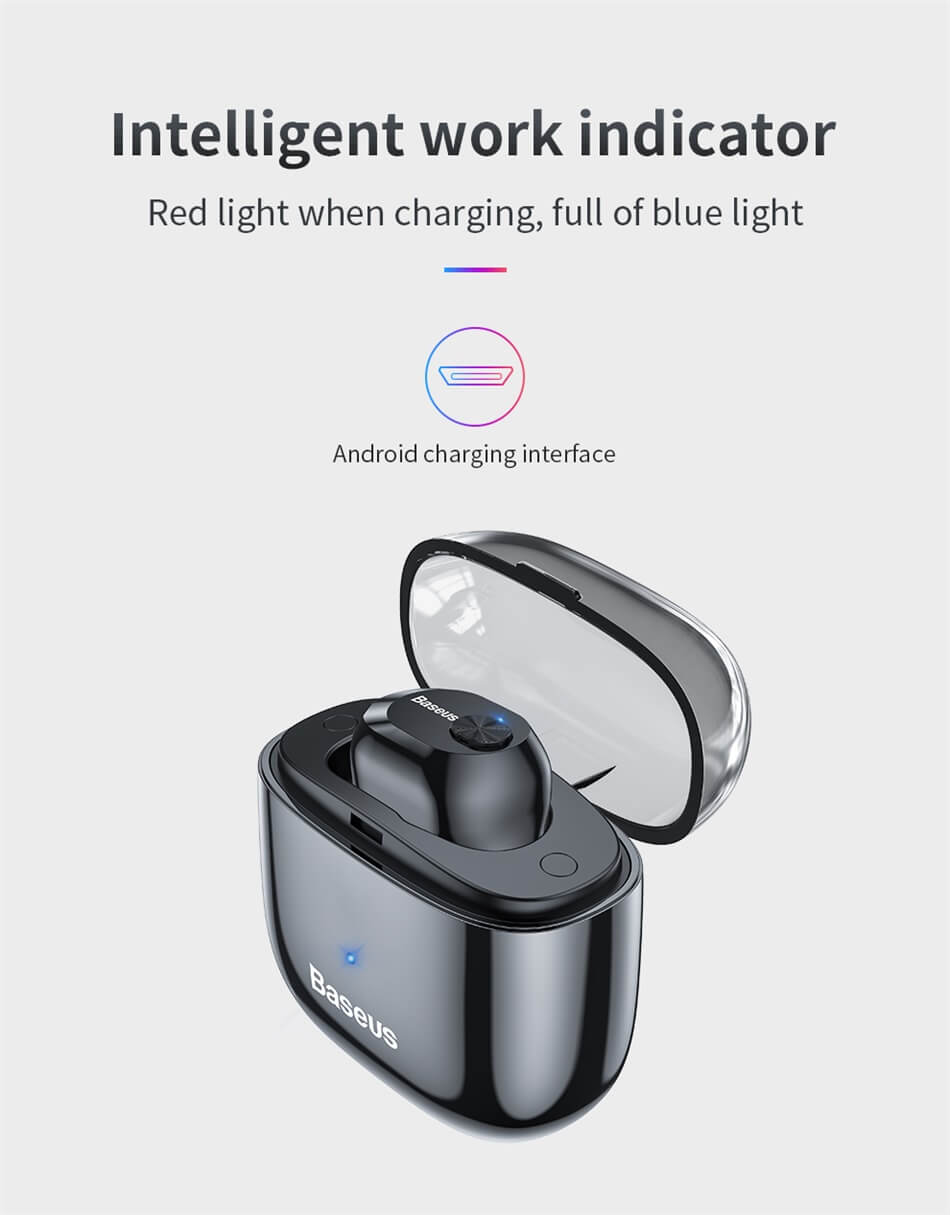 Intelligent work indicator
Red light when charging, full of blue light
Android charging interface
Baseus
Baseus